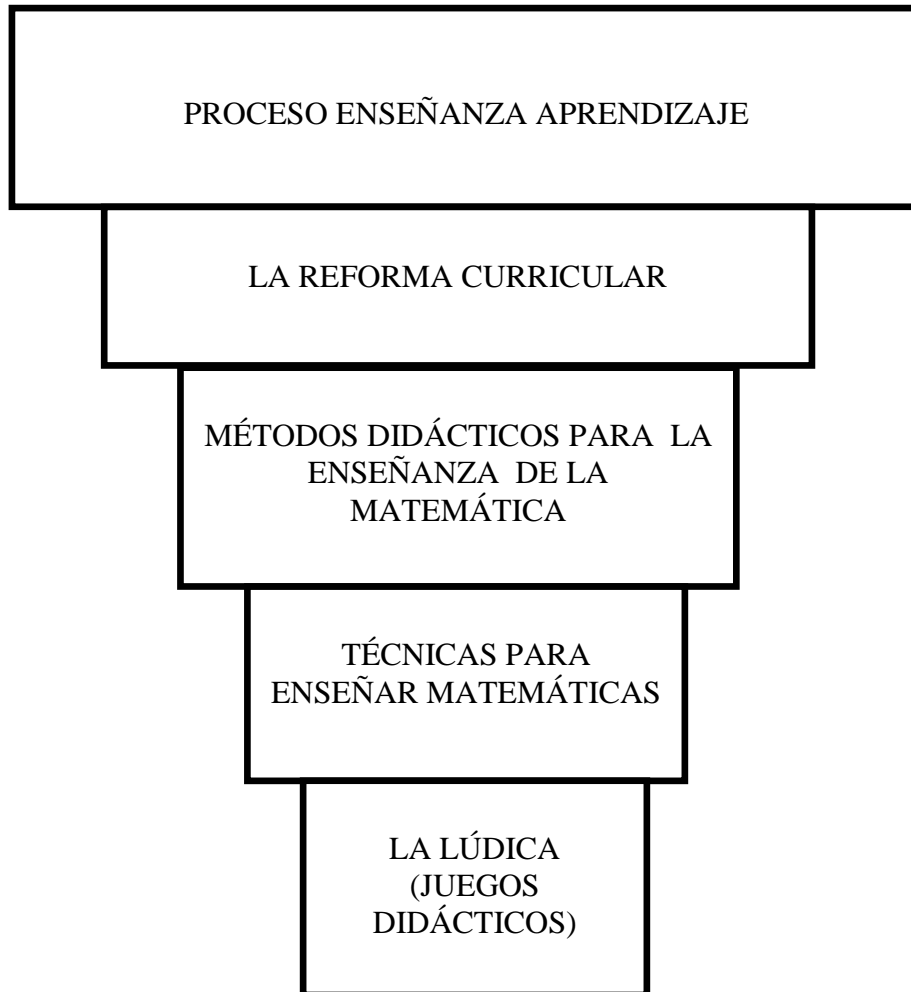 PROCESO ENSEÑANZA APRENDIZAJE
LA REFORMA CURRICULAR
MÉTODOS DIDÁCTICOS PARA LA
ENSEÑANZA DE LA
MATEMÁTICA
TÉCNICAS PARA
ENSEÑAR MATEMÁTICAS
LA LÚDICA
(JUEGOS
DIDÁCTICOS)